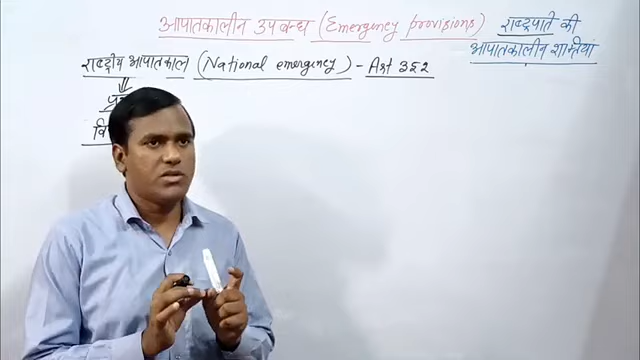 आपातकालीन उपबन्ध (Emergency provisions)
राष्ट्रपति की
आपातकालीन शक्तियां
राष्ट्रीय आपातकाल (National emergency) - Art 352